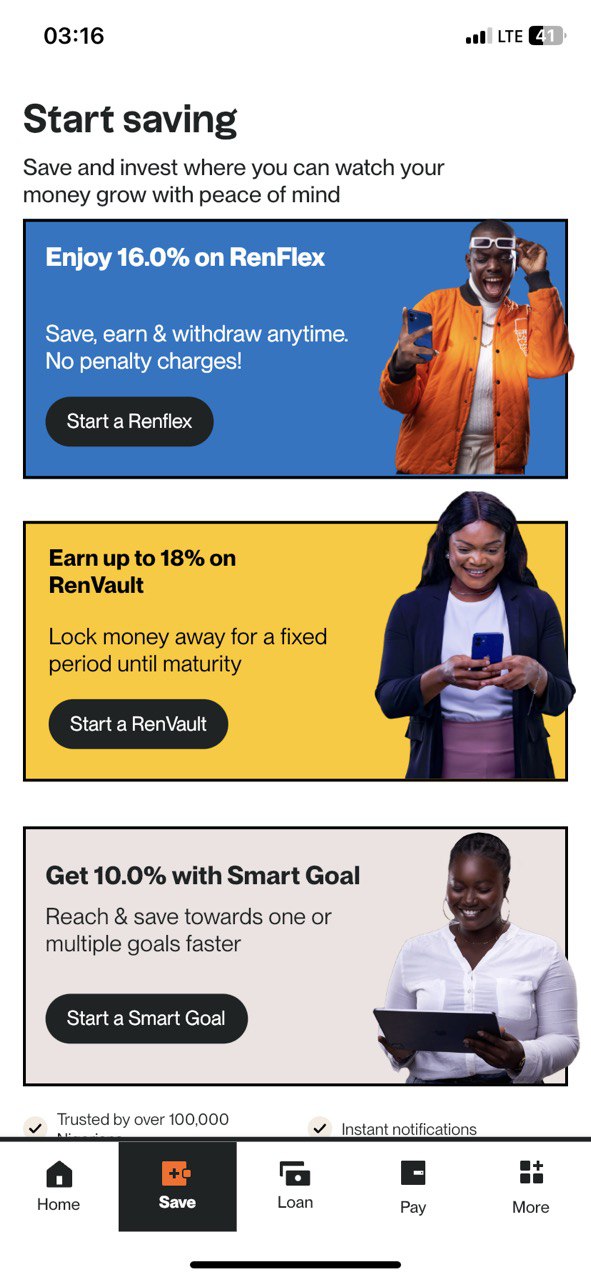 03:16
LTE 41
Start saving
Save and invest where you can watch your
money grow with peace of mind
Enjoy 16.0% on RenFlex
Save, earn & withdraw anytime.
No penalty charges!
Start a Renflex
Earn up to 18% on
RenVault
Lock money away for a fixed
period until maturity
Start a RenVault
Get 10.0% with Smart Goal
Reach & save towards one or
multiple goals faster
Start a Smart Goal
Trusted by over 100,000
Instant notifications
Home
Save
Loan
Pay
More